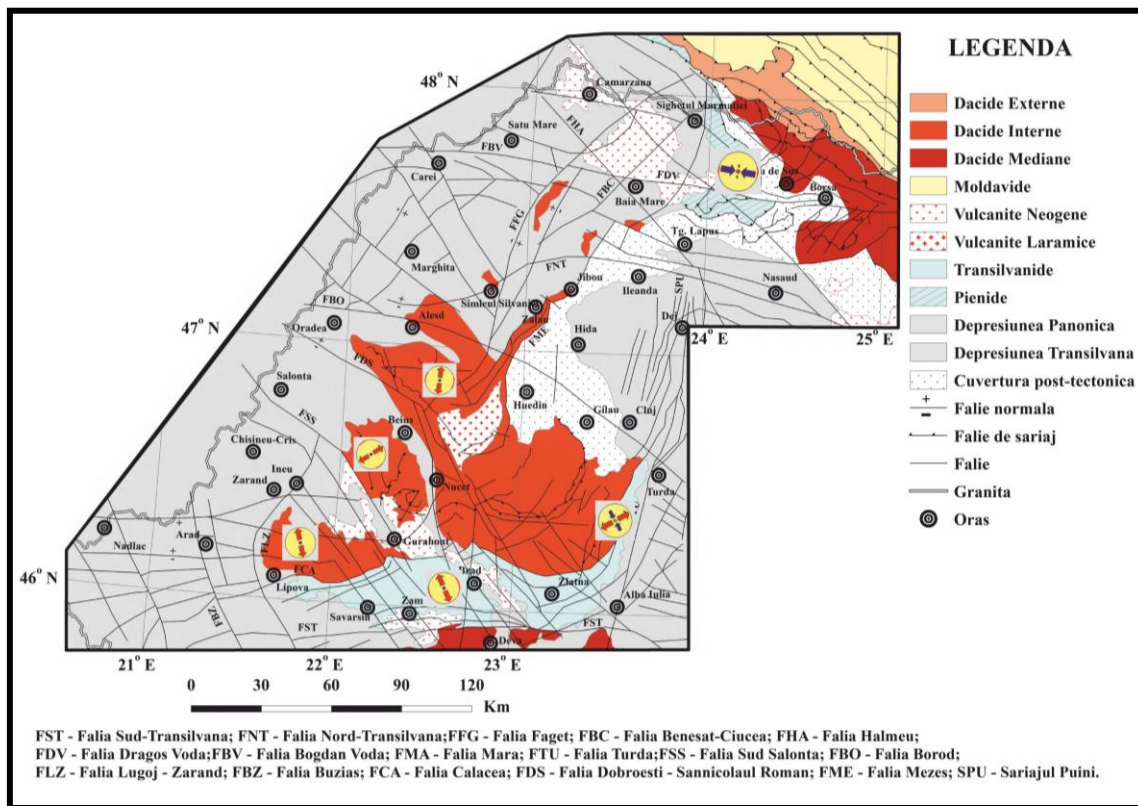 LEGENDA
48° N
Camarzana
Sighetul Marmatiei
Dacide Externe
Satu Mare
FHA
Dacide Interne
FBV
Carei
Dacide Mediane
FBC
FDV
de Sus
Borsa
Baia Mare
Moldavide
FFG
Vulcanite Neogene
Tg. Lapus
Vulcanite Laramice
Marghita
FNT
Jibou
Ileanda
SPU
Nasaud
Transilvanide
Simleul Silvaniei
Pienide
FBO
Zalau
Alesd
47° N
Oradea
FME
Hida
Dej
24° E
25° E
Depresiunea Panonica
FDS
Depresiunea Transilvana
Salonta
Cuvertura post-tectonica
Huedin
Falie normala
FSS
Gilau
Cluj
Beius
Falie de sariaj
Chisineu-Cris
Falie
Zarand
Ineu
Nucet
Turda
Granita
Oras
Nadlac
Arad
FLZ
Gurahont
46° N
FCA
Lipova
Brad
Zlatna
Alba Iulia
FBZ
Savarsin
Zam
FST
FST
Deva
21° E
22° E
23° E
0 30 60 90 120
Km
FST - Falia Sud-Transilvana; FNT - Falia Nord-Transilvana;FFG - Falia Faget; FBC - Falia Benesat-Ciucea; FHA - Falia Halmeu;
FDV - Falia Dragos Voda;FBV - Falia Bogdan Voda; FMA - Falia Mara; FTU - Falia Turda;FSS - Falia Sud Salonta; FBO - Falia Borod;
FLZ - Falia Lugoj - Zarand; FBZ - Falia Buzias; FCA - Falia Calacea; FDS - Falia Dobroesti - Sannicolaul Roman; FME - Falia Mezes; SPU - Sariajul Puini.